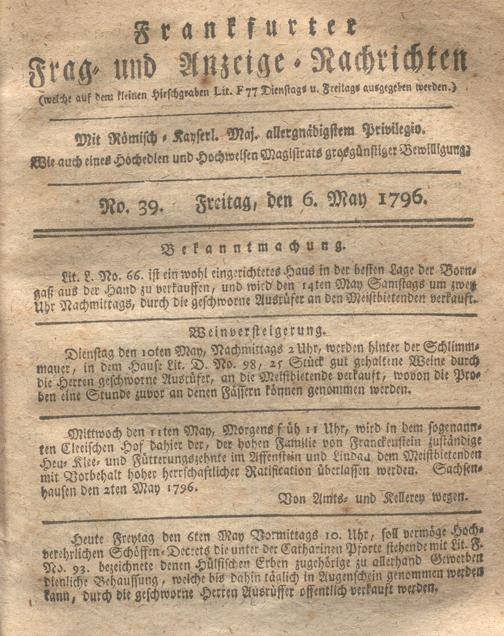 Frankfurter
Frag- und Anzeige-Nachrichten
(welche auf dem kleinen Hirschgraben Lit. F 77 Dienstags u. Freitags ausgegeben werden.)
Mit Römisch-Kayserl. Maj. allergnädigstem Privilegio.
Wie auch eines Hochedlen und Hochweisen Magistrats grosgünstiger Bewilligung.
No. 39. Freitag, den 6. May 1796.
Bekanntmachung.
Lit. L. No. 66. ist ein wohl eingerichtetes Haus in der besten Lage der Born-
gaß aus der Hand zu verkauffen, und wird den 14ten May Samstags um zwey
Uhr Nachmittags, durch die geschworne Ausrüfer an den Meistbietenden verkauft.
Weinversteigerung.
Dienstag den 10ten May, Nachmittags 2 Uhr, werden hinter der Schlimm-
mauer, in dem Hause Lit. D. No. 98, 25 Stück gut gehaltene Weine durch
die Herren geschworne Ausrüfer, an die Meistbietende verkauft, wovon die Pro-
ben eine Stunde zuvor an denen Fässern können genommen werden.
Mittwoch den 11ten May, Morgens früh 11 Uhr, wird in dem sogenann-
ten Cleeischen Hof dahier der, der hohen Familie von Franckenstein zuständige
Heu- Klee- und Fütterungszehnte im Affenstein und Lindau dem Meistbietenden
mit Vorbehalt hoher herrschaftlicher Ratification überlassen werden. Sachsen-
hausen den 2ten May 1796.
Von Amts- und Kellerey wegen.
Heute Freytag den 6ten May Vormittags 10. Uhr, soll vermöge Hoch-
verehrlichen Schöffen-Decrets die unter der Catharinen Pforte stehende mit Lit. F.
No. 93. bezeichnete denen Hülfischen Erben zugehörige zu allerhand Gewerben
dienliche Behaussung, welche bis dahin täglich in Augenschein genommen werden
kann, durch die geschworne Herren Ausrüffer öffentlich verkauft werden.